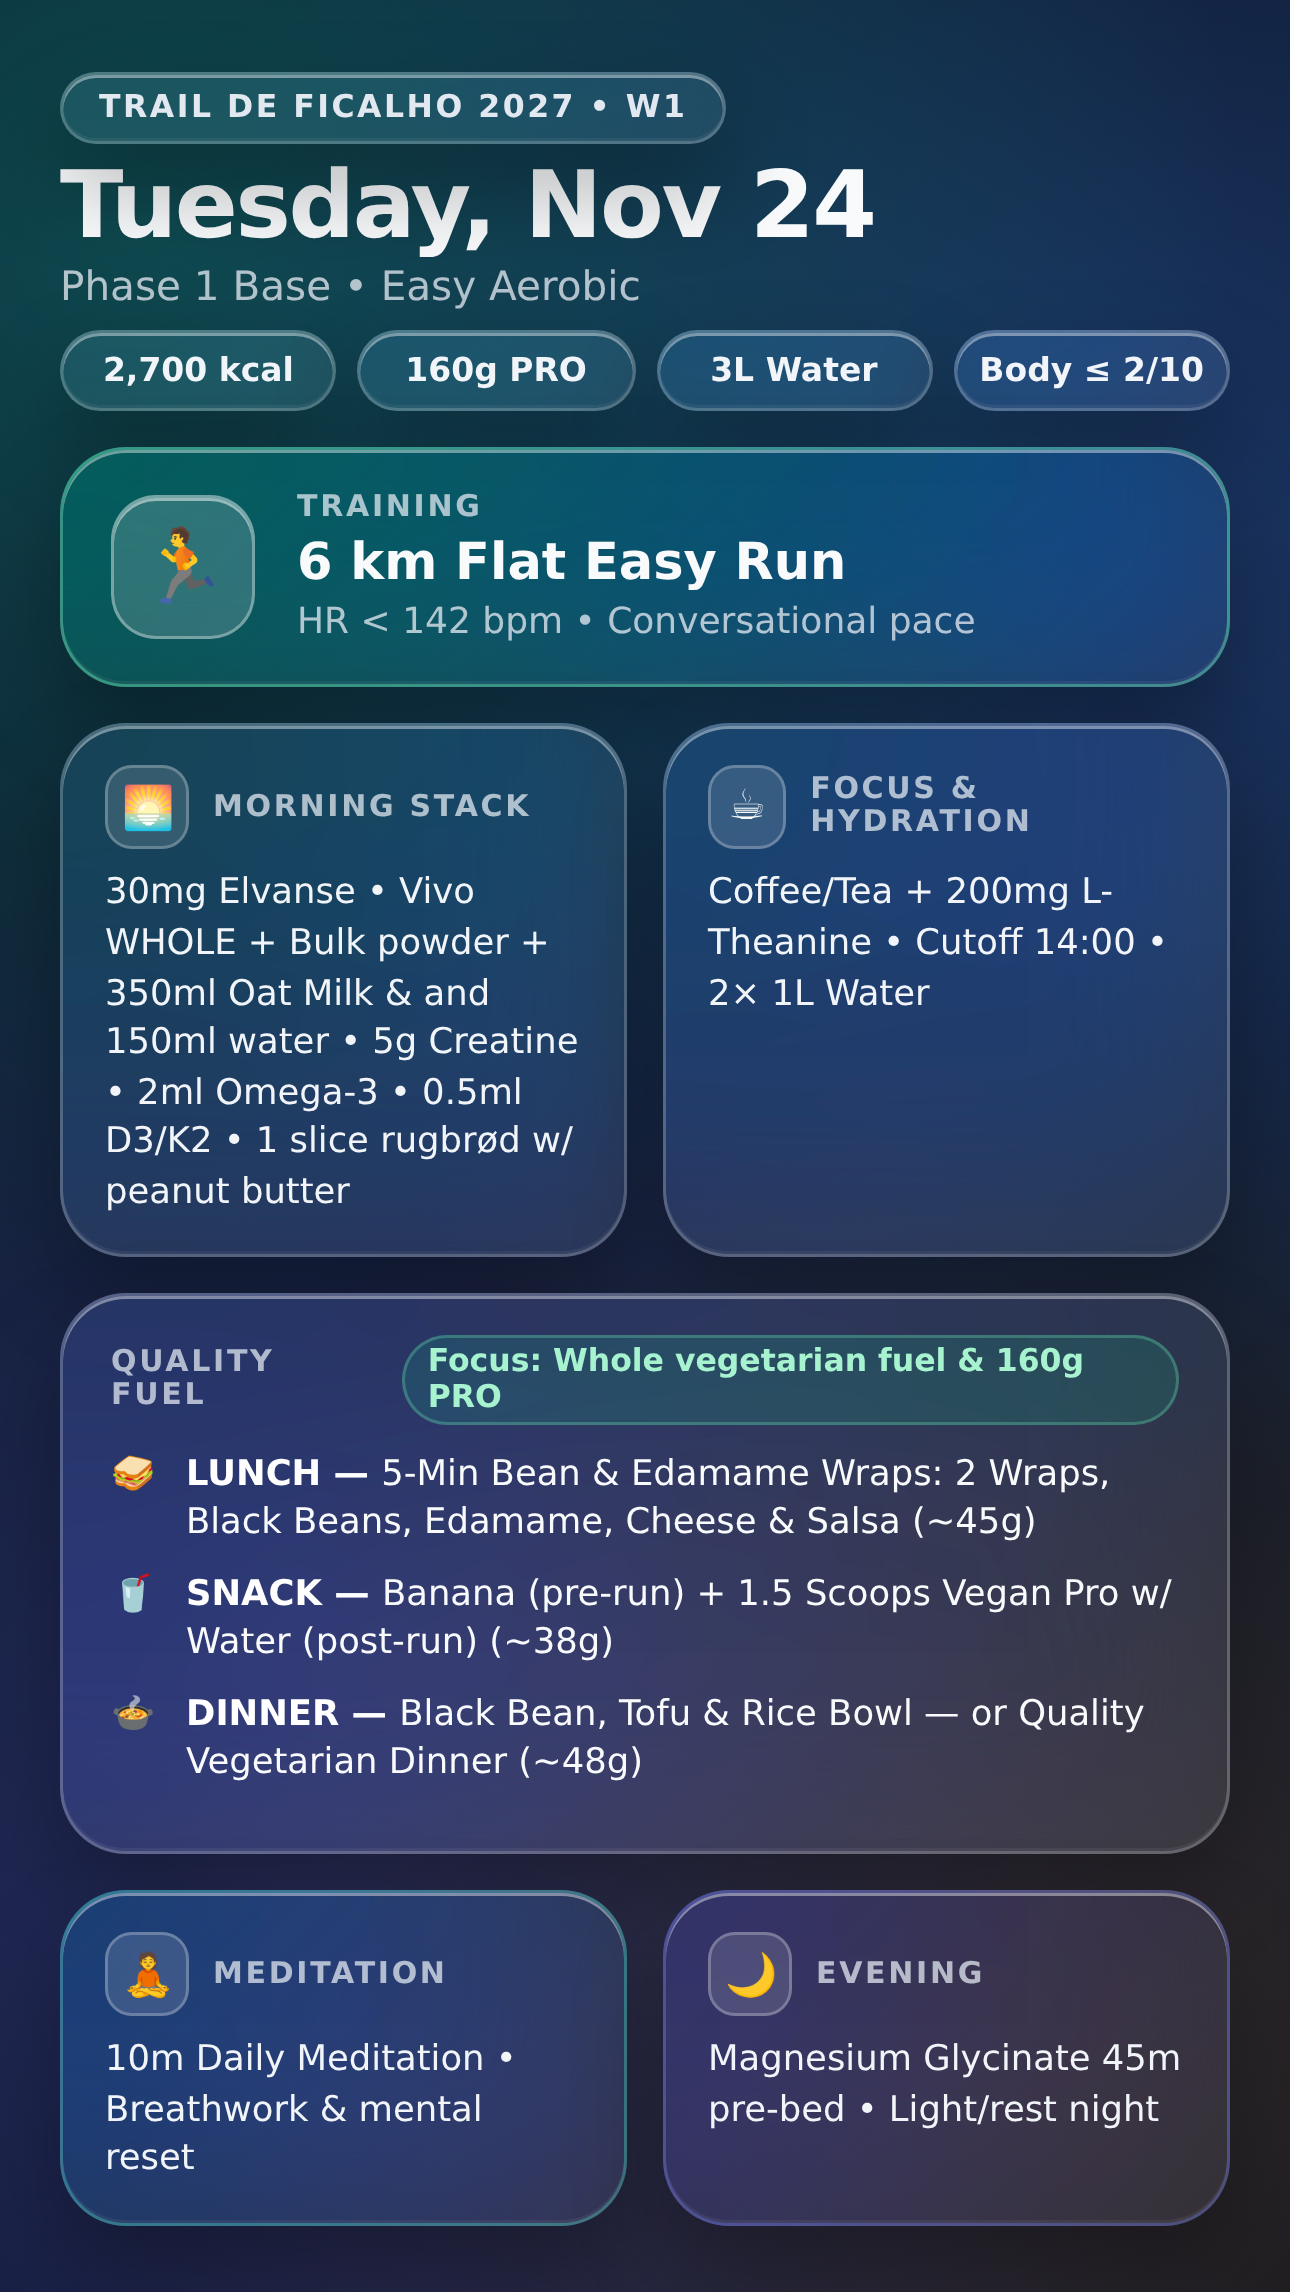 TRAIL DE FICALHO 2027 • W1
Tuesday, Nov 24
Phase 1 Base • Easy Aerobic
2,700 kcal
160g PRO
3L Water
Body ≤ 2/10
TRAINING
6 km Flat Easy Run
HR < 142 bpm • Conversational pace
MORNING STACK
30mg Elvanse • Vivo
WHOLE + Bulk powder +
350ml Oat Milk & and
150ml water • 5g Creatine
• 2ml Omega-3 • 0.5ml
D3/K2 • 1 slice rugbrød w/
peanut butter
FOCUS &
HYDRATION
Coffee/Tea + 200mg L-
Theanine • Cutoff 14:00 •
2× 1L Water
QUALITY
FUEL
Focus: Whole vegetarian fuel & 160g
PRO
LUNCH — 5-Min Bean & Edamame Wraps: 2 Wraps,
Black Beans, Edamame, Cheese & Salsa (~45g)
SNACK — Banana (pre-run) + 1.5 Scoops Vegan Pro w/
Water (post-run) (~38g)
DINNER — Black Bean, Tofu & Rice Bowl — or Quality
Vegetarian Dinner (~48g)
MEDITATION
10m Daily Meditation •
Breathwork & mental
reset
EVENING
Magnesium Glycinate 45m
pre-bed • Light/rest night